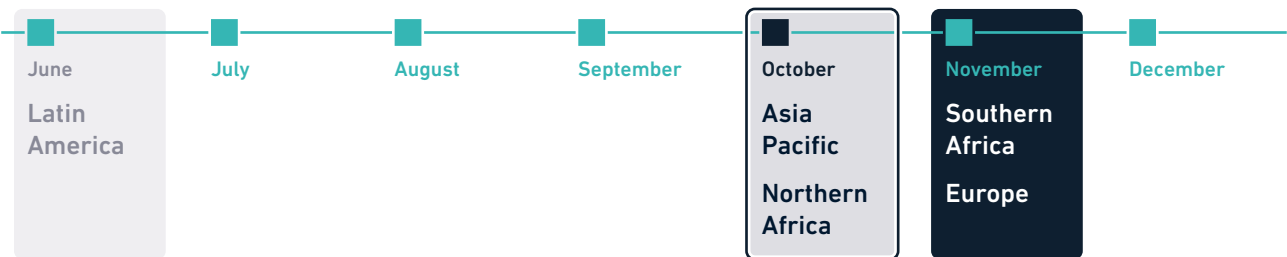 June
Latin
America
July
August
September
October
Asia
Pacific
Northern
Africa
November
Southern
Africa
Europe
December